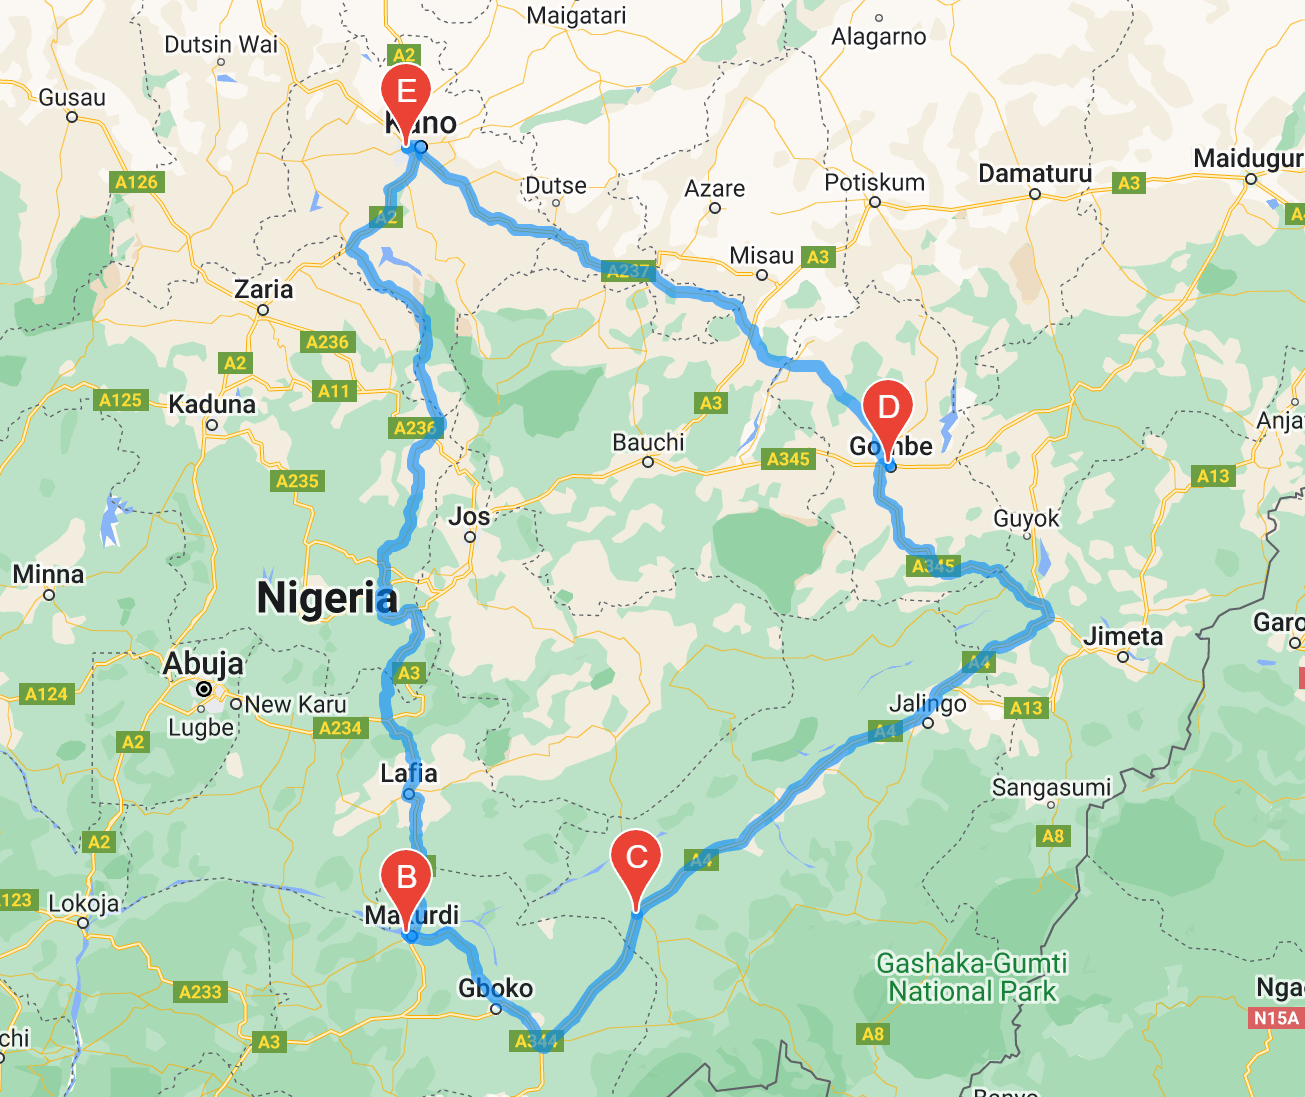 Maigatari
Alagarno
Dutsin Wai
A2
Gusau
E
Kano
A126
Dutse
Azare
Potiskum
Damaturu
A3
Maidugur
A2
A237
Misau
A3
Zaria
A236
A2
A11
A125
Kaduna
A236
A3
D
Gombe
Bauchi
A345
Anja
A13
A235
Jos
Guyok
Minna
Nigeria
A345
Jimeta
Garo
Abuja
A3
A4
A124
New Karu
Lugbe
A234
A2
Jalingo
A13
A4
Lafia
Sangasumi
A2
A8
C
A4
B
Makurdi
123
Lokoja
Gboko
A233
Gashaka-Gumti
National Park
A344
A3
A8
N15A
chi